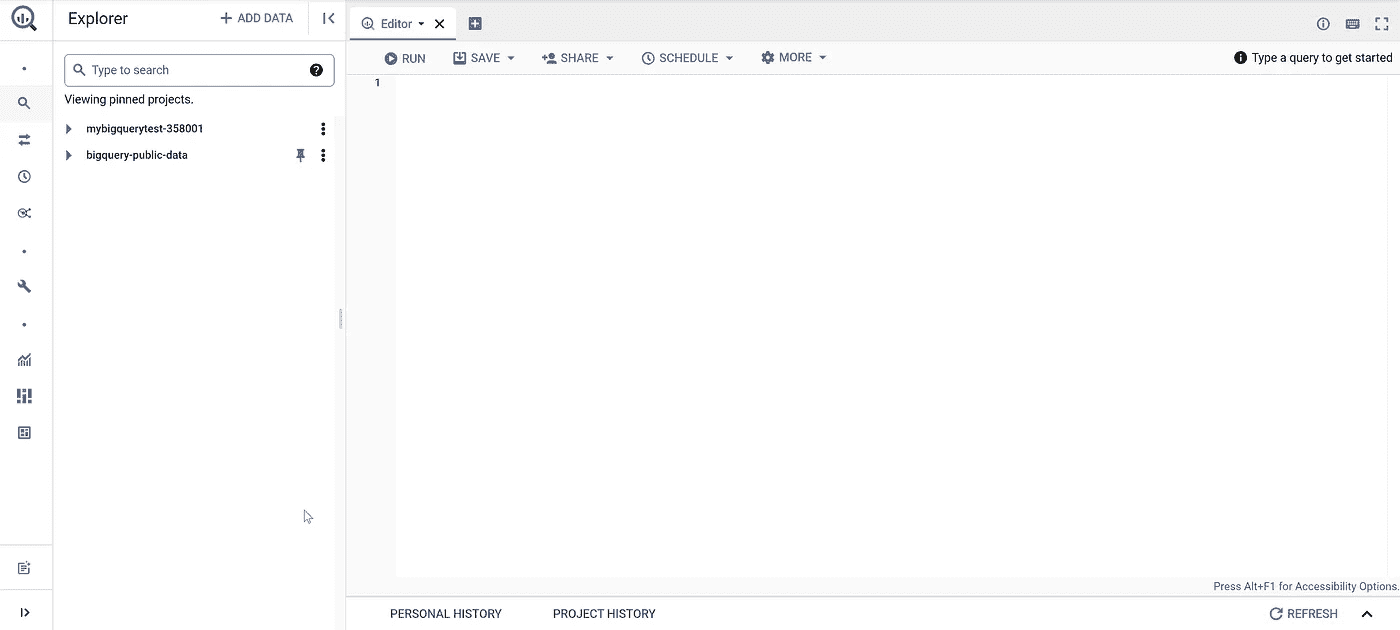 Explorer
ADD DATA
Type to search
Viewing pinned projects.
mybigquerytest-358001
bigquery-public-data
Editor
RUN
SAVE
SHARE
SCHEDULE
MORE
Type a query to get started
1
Press Alt+F1 for Accessibility Options.
PERSONAL HISTORY
PROJECT HISTORY
REFRESH